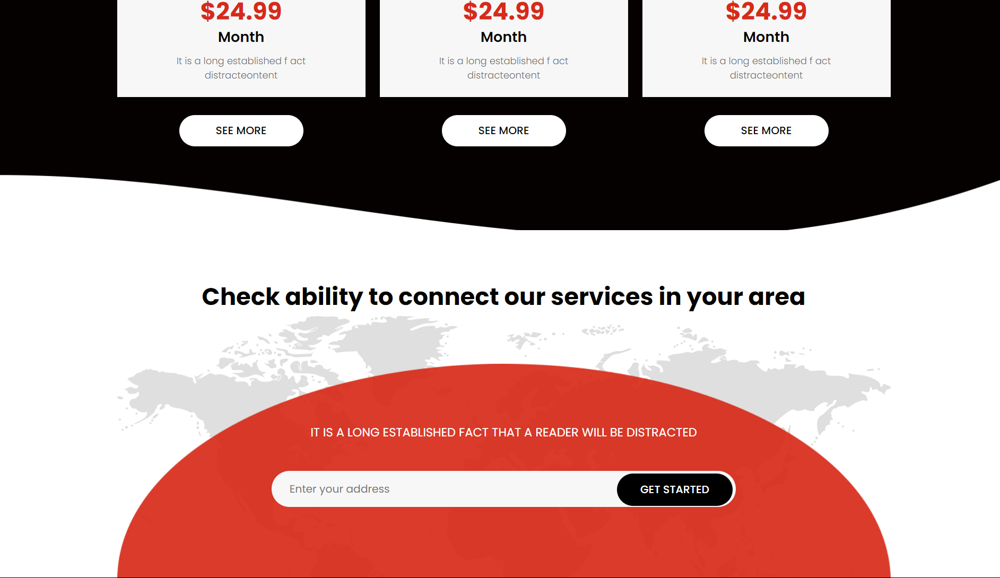 $24.99
Month
It is a long established f act
distracteontent
SEE MORE
$24.99
Month
It is a long established f act
distracteontent
SEE MORE
$24.99
Month
It is a long established f act
distracteontent
SEE MORE
Check ability to connect our services in your area
IT IS A LONG ESTABLISHED FACT THAT A READER WILL BE DISTRACTED
Enter your address
GET STARTED